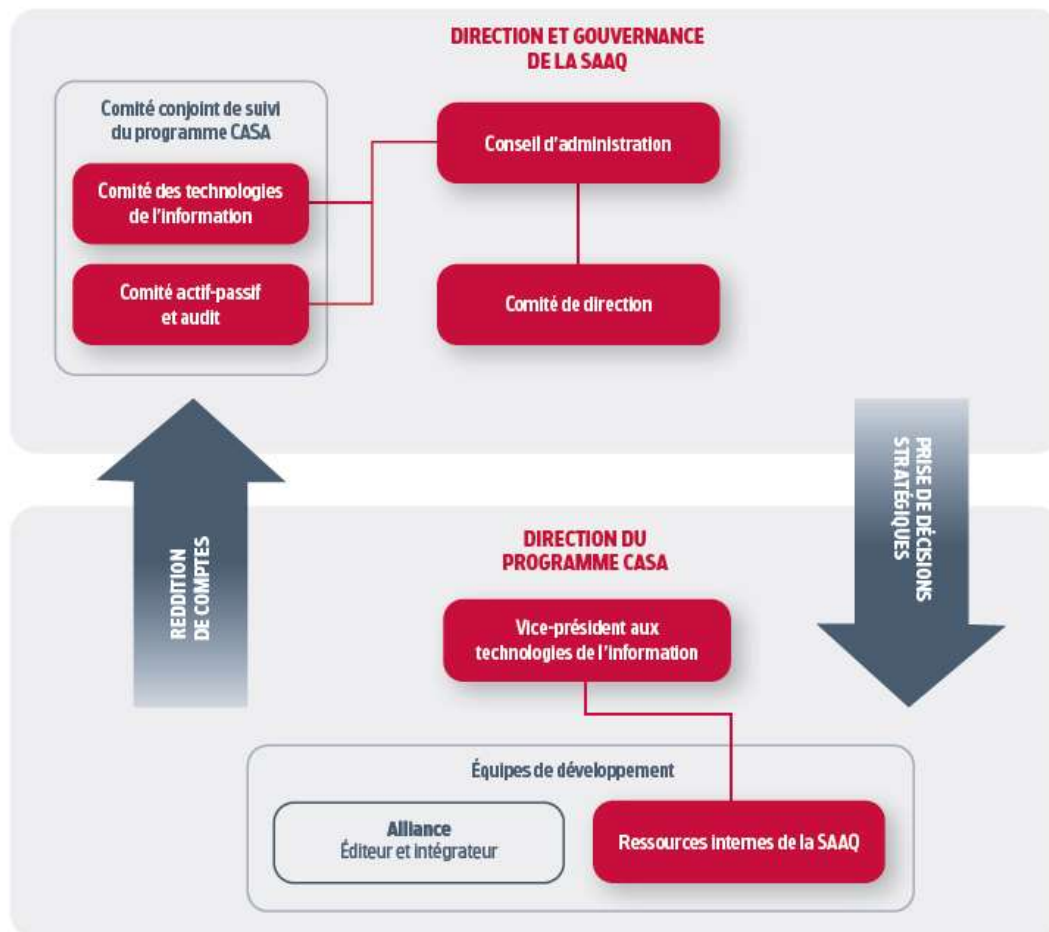 DIRECTION ET GOUVERNANCE
DE LA SAAQ
Comité conjoint de suivi
du programme CASA
Comité des technologies
de l'information
Comité actif-passif
et audit
Conseil d'administration
Comité de direction
REDDITION
DE COMPTES
PRISE DE DÉCISIONS
STRATÉGIQUES
DIRECTION DU
PROGRAMME CASA
Vice-président aux
technologies de l'information
Équipes de développement
Alliance
Éditeur et intégrateur
Ressources internes de la SAAQ